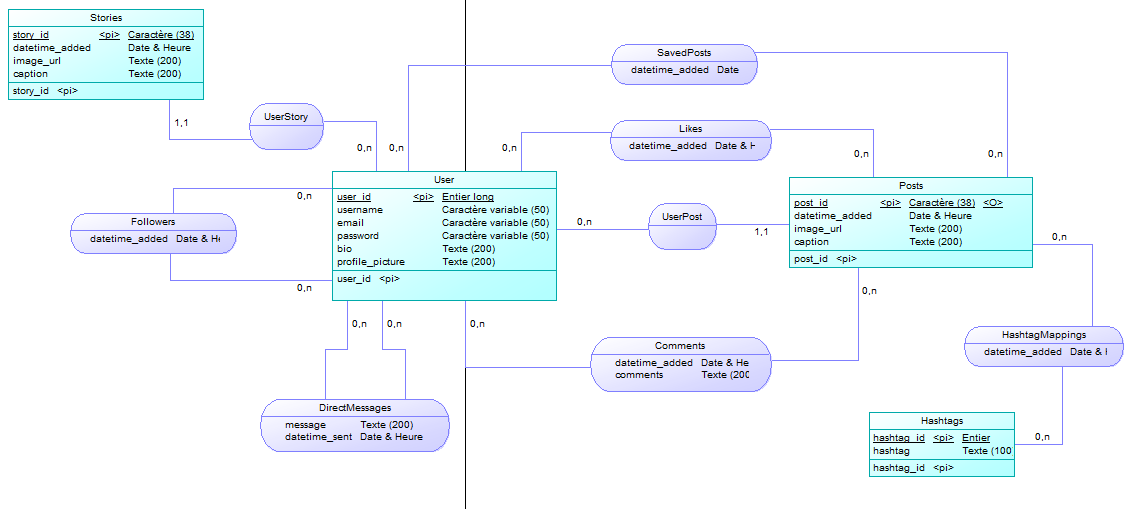 Stories
story_id <pi> Caractère (38)
datetime_added Date & Heure
image_url Texte (200)
caption Texte (200)
story_id <pi>
1,1
UserStory
0,n
0,n
SavedPosts
datetime_added Date
0,n
Likes
datetime_added Date & H
0,n
0,n
User
user_id <pi> Entier long
username Caractère variable (50)
email Caractère variable (50)
password Caractère variable (50)
bio Texte (200)
profile_picture Texte (200)
user_id <pi>
0,n
Followers
datetime_added Date & He
0,n
0,n
UserPost
1,1
Posts
post_id <pi> Caractère (38) <O>
datetime_added Date & Heure
image_url Texte (200)
caption Texte (200)
post_id <pi>
0,n
0,n
0,n
0,n
0,n
0,n
HashtagMappings
datetime_added Date & H
Comments
datetime_added Date & He
comments Texte (200
DirectMessages
message Texte (200)
datetime_sent Date & Heure
Hashtags
hashtag_id <pi> Entier
hashtag Texte (100
hashtag_id <pi>
0,n